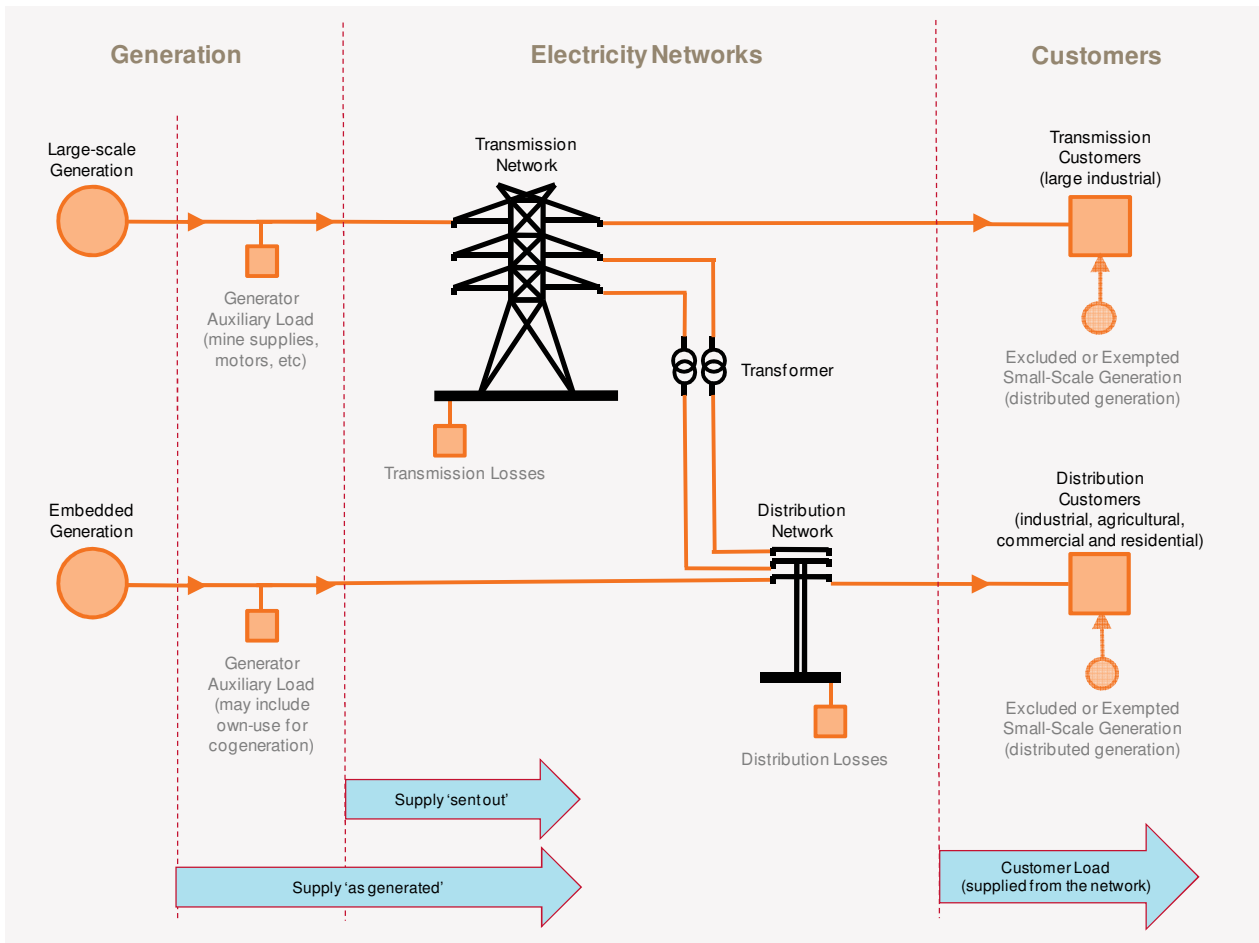 Generation
Electricity Networks
Customers
Large-scale
Generation
Transmission
Network
Transmission
Customers
(large industrial)
Generator
Auxiliary Load
(mine supplies,
motors, etc)
Transformer
Excluded or Exempted
Small-Scale Generation
(distributed generation)
Transmission Losses
Embedded
Generation
Distribution
Network
Distribution
Customers
(industrial, agricultural,
commercial and residential)
Generator
Auxiliary Load
(may include
own-use for
cogeneration)
Excluded or Exempted
Small-Scale Generation
(distributed generation)
Distribution Losses
Supply ‘sent out’
Supply ‘as generated’
Customer Load
(supplied from the network)